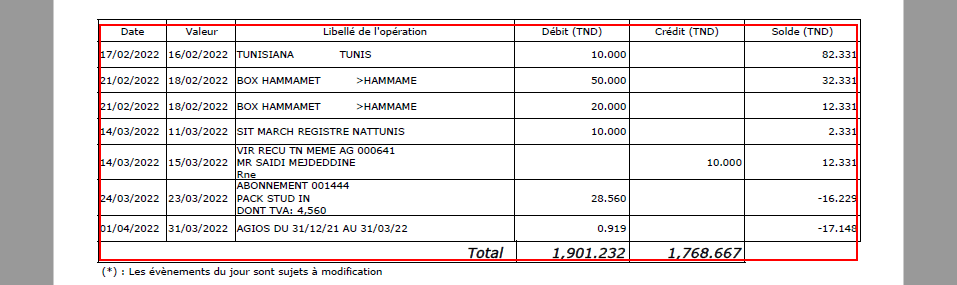 Date Valeur Libellé de l'opération Débit (TND) Crédit (TND) Solde (TND)
17/02/2022 16/02/2022 TUNISIANA TUNIS 10.000 82.331
21/02/2022 18/02/2022 BOX HAMMAMET >HAMMAME 50.000 32.331
21/02/2022 18/02/2022 BOX HAMMAMET >HAMMAME 20.000 12.331
14/03/2022 11/03/2022 SIT MARCH REGISTRE NATTUNIS 10.000 2.331
VIR RECU TN MEME AG 000641
14/03/2022 15/03/2022 MR SAIDI MEJDEDDINE 10.000 12.331
Rne
ABONNEMENT 001444
24/03/2022 23/03/2022 PACK STUD IN 28.560 -16.229
DONT TVA: 4,560
01/04/2022 31/03/2022 AGIOS DU 31/12/21 AU 31/03/22 0.919 -17.148
Total 1,901.232 1,768.667
(*) : Les évènements du jour sont sujets à modification